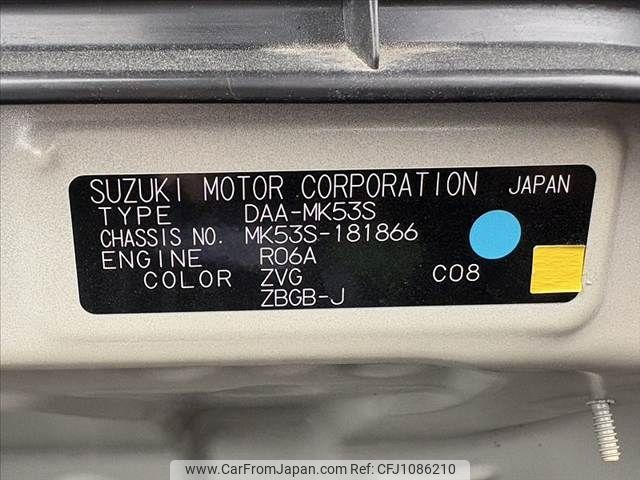 SUZUKI MOTOR CORPORATION JAPAN
TYPE DAA-MK53S
CHASSIS NO. MK53S-181866
ENGINE R06A
COLOR ZVG C08
ZBGB-J
www.CarFromJapan.com CFJ1086210